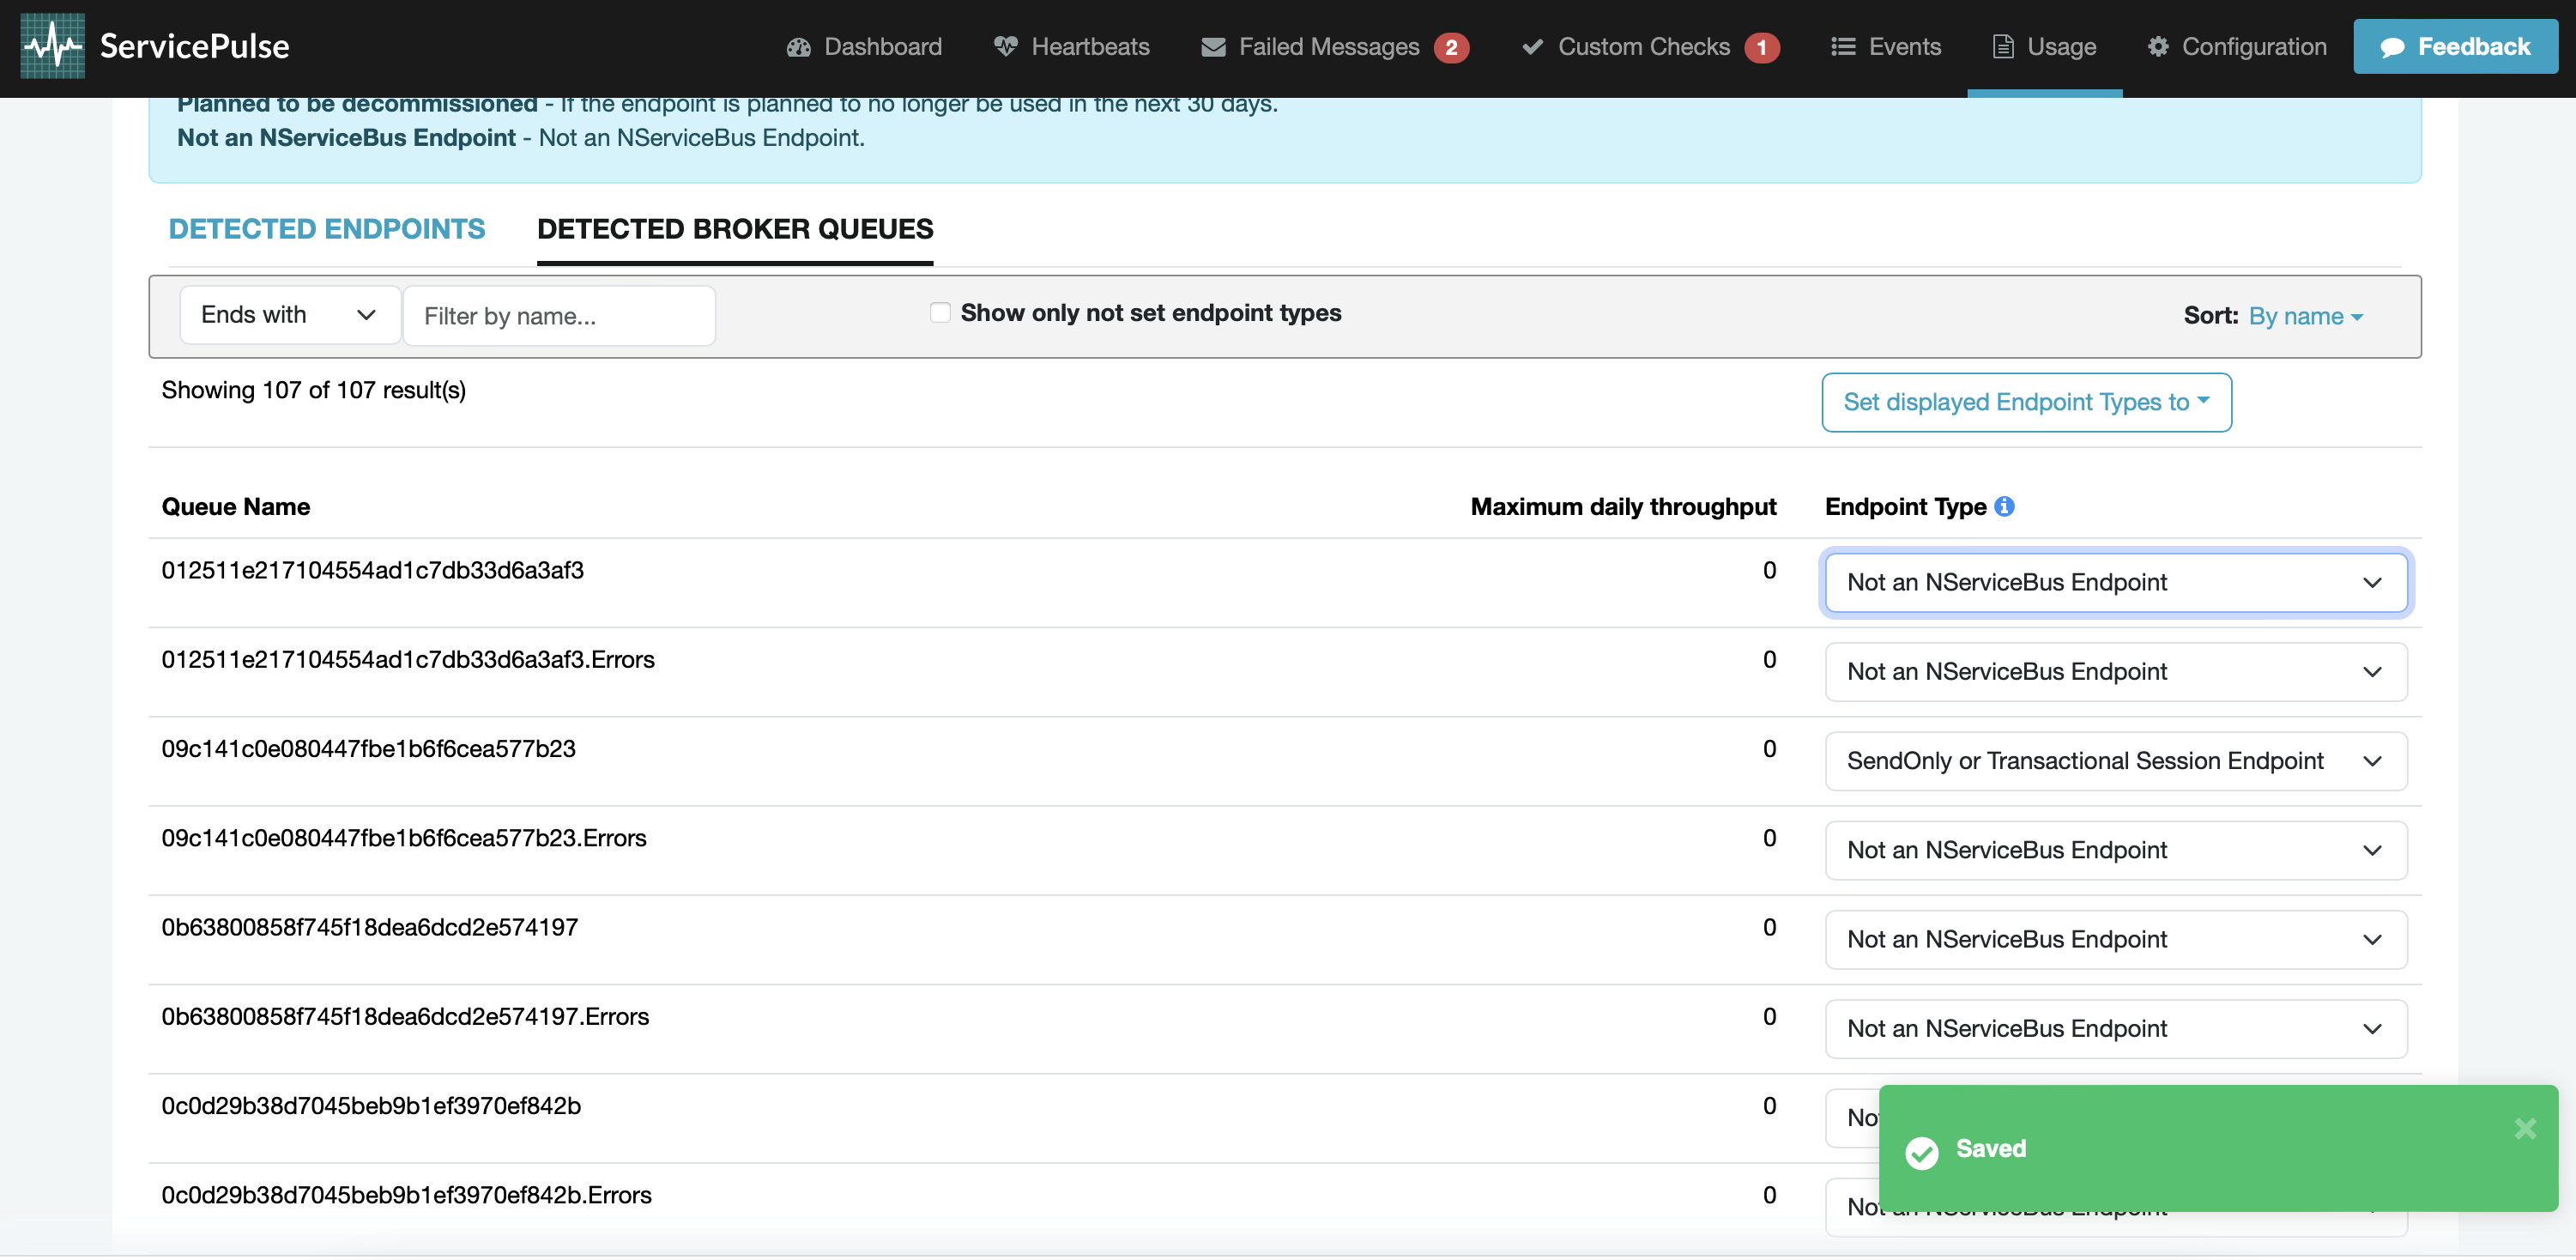 ServicePulse
Dashboard
Heartbeats
Failed Messages 2
Custom Checks 1
Events
Usage
Configuration
Feedback
Planned to be decommissioned - If the endpoint is planned to no longer be used in the next 30 days.
Not an NServiceBus Endpoint - Not an NServiceBus Endpoint.
DETECTED ENDPOINTS
DETECTED BROKER QUEUES
Ends with
Filter by name...
Show only not set endpoint types
Sort: By name
Showing 107 of 107 result(s)
Set displayed Endpoint Types to
Queue Name
Maximum daily throughput
Endpoint Type
012511e217104554ad1c7db33d6a3af3
0
Not an NServiceBus Endpoint
012511e217104554ad1c7db33d6a3af3.Errors
0
Not an NServiceBus Endpoint
09c141c0e080447fbe1b6f6cea577b23
0
SendOnly or Transactional Session Endpoint
09c141c0e080447fbe1b6f6cea577b23.Errors
0
Not an NServiceBus Endpoint
0b63800858f745f18dea6dcd2e574197
0
Not an NServiceBus Endpoint
0b63800858f745f18dea6dcd2e574197.Errors
0
Not an NServiceBus Endpoint
0c0d29b38d7045beb9b1ef3970ef842b
0
Not
Saved
0c0d29b38d7045beb9b1ef3970ef842b.Errors
0
Not an NServiceBus Endpoint